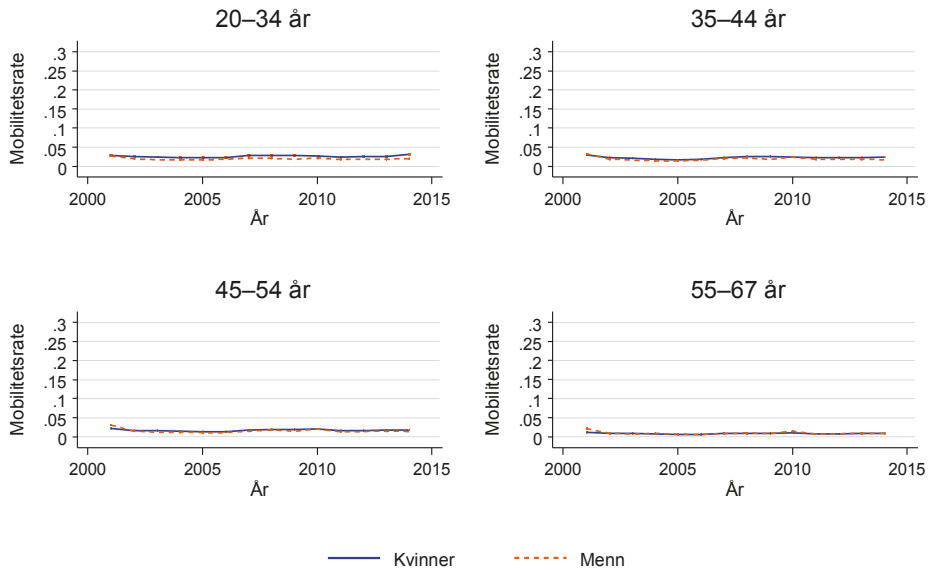 20–34 år
35–44 år
Mobilitetsrate
.3
.25
.2
.15
.1
.05
0
2000 2005 2010 2015
År
Mobilitetsrate
.3
.25
.2
.15
.1
.05
0
2000 2005 2010 2015
År
45–54 år
55–67 år
Mobilitetsrate
.3
.25
.2
.15
.1
.05
0
2000 2005 2010 2015
År
Mobilitetsrate
.3
.25
.2
.15
.1
.05
0
2000 2005 2010 2015
År
Kvinner Menn